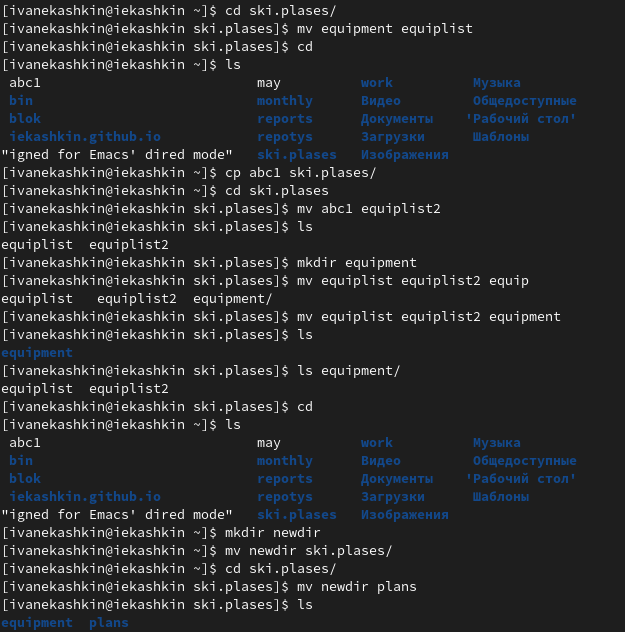 [ivanekashkin@iekashkin ~]$ cd ski.plases/
[ivanekashkin@iekashkin ski.plases]$ mv equipment equiplist
[ivanekashkin@iekashkin ski.plases]$ cd
[ivanekashkin@iekashkin ~]$ ls
abc1 may work Музыка
bin monthly Видео Общедоступные
blok reports Документы 'Рабочий стол'
iekashkin.github.io repotys Загрузки Шаблоны
"igned for Emacs' dired mode" ski.plases Изображения
[ivanekashkin@iekashkin ~]$ cp abc1 ski.plases/
[ivanekashkin@iekashkin ~]$ cd ski.plases
[ivanekashkin@iekashkin ski.plases]$ mv abc1 equiplist2
[ivanekashkin@iekashkin ski.plases]$ ls
equiplist equiplist2
[ivanekashkin@iekashkin ski.plases]$ mkdir equipment
[ivanekashkin@iekashkin ski.plases]$ mv equiplist equiplist2 equip
equiplist equiplist2 equipment/
[ivanekashkin@iekashkin ski.plases]$ mv equiplist equiplist2 equipment
[ivanekashkin@iekashkin ski.plases]$ ls
equipment
[ivanekashkin@iekashkin ski.plases]$ ls equipment/
equiplist equiplist2
[ivanekashkin@iekashkin ski.plases]$ cd
[ivanekashkin@iekashkin ~]$ ls
abc1 may work Музыка
bin monthly Видео Общедоступные
blok reports Документы 'Рабочий стол'
iekashkin.github.io repotys Загрузки Шаблоны
"igned for Emacs' dired mode" ski.plases Изображения
[ivanekashkin@iekashkin ~]$ mkdir newdir
[ivanekashkin@iekashkin ~]$ mv newdir ski.plases/
[ivanekashkin@iekashkin ~]$ cd ski.plases/
[ivanekashkin@iekashkin ski.plases]$ mv newdir plans
[ivanekashkin@iekashkin ski.plases]$ ls
equipment plans